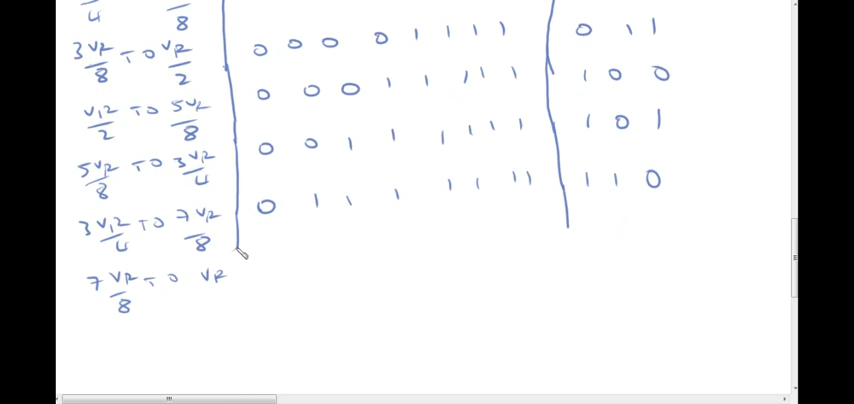 4 8
3VR/8 TO VR/2 0 0 0 0 1 1 1 1 0 1 1
VR/2 TO 5VR/8 0 0 0 1 1 1 1 1 1 0 0
5VR/8 TO 3VR/4 0 0 1 1 1 1 1 1 1 0 1
3VR/4 TO 7VR/8 0 1 1 1 1 1 1 1 1 1 0
7VR/8 TO VR